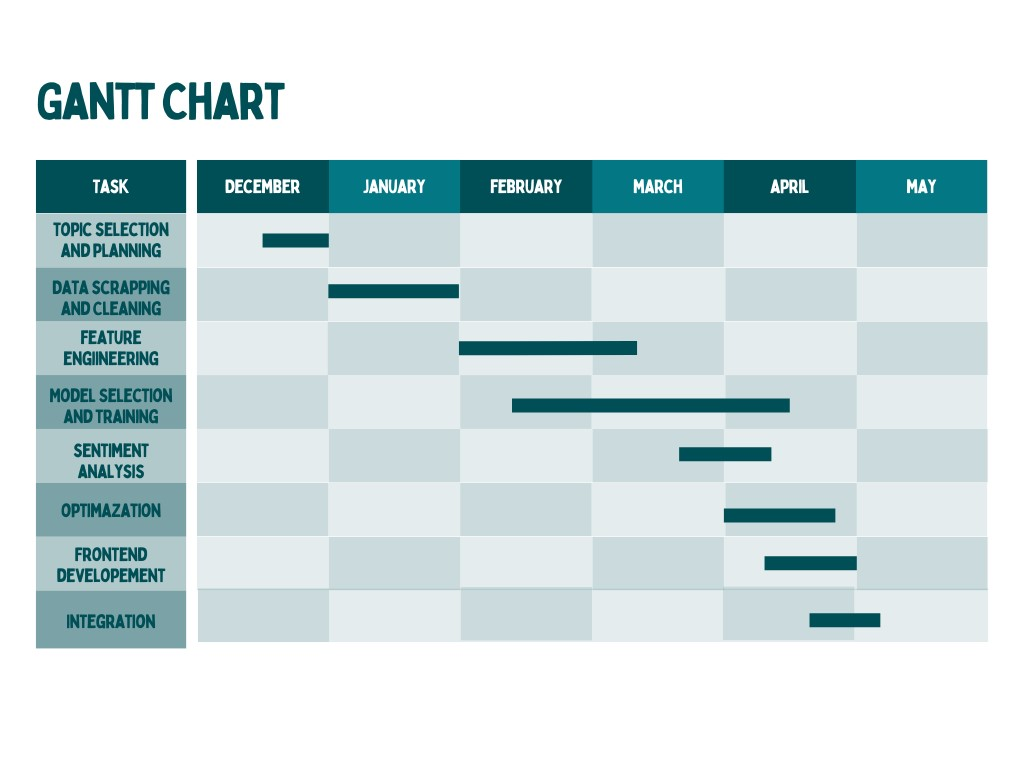 GANTT CHART
TASK DECEMBER JANUARY FEBRUARY MARCH APRIL MAY
TOPIC SELECTION
AND PLANNING
DATA SCRAPPING
AND CLEANING
FEATURE
ENGIINEERING
MODEL SELECTION
AND TRAINING
SENTIMENT
ANALYSIS
OPTIMAZATION
FRONTEND
DEVELOPEMENT
INTEGRATION